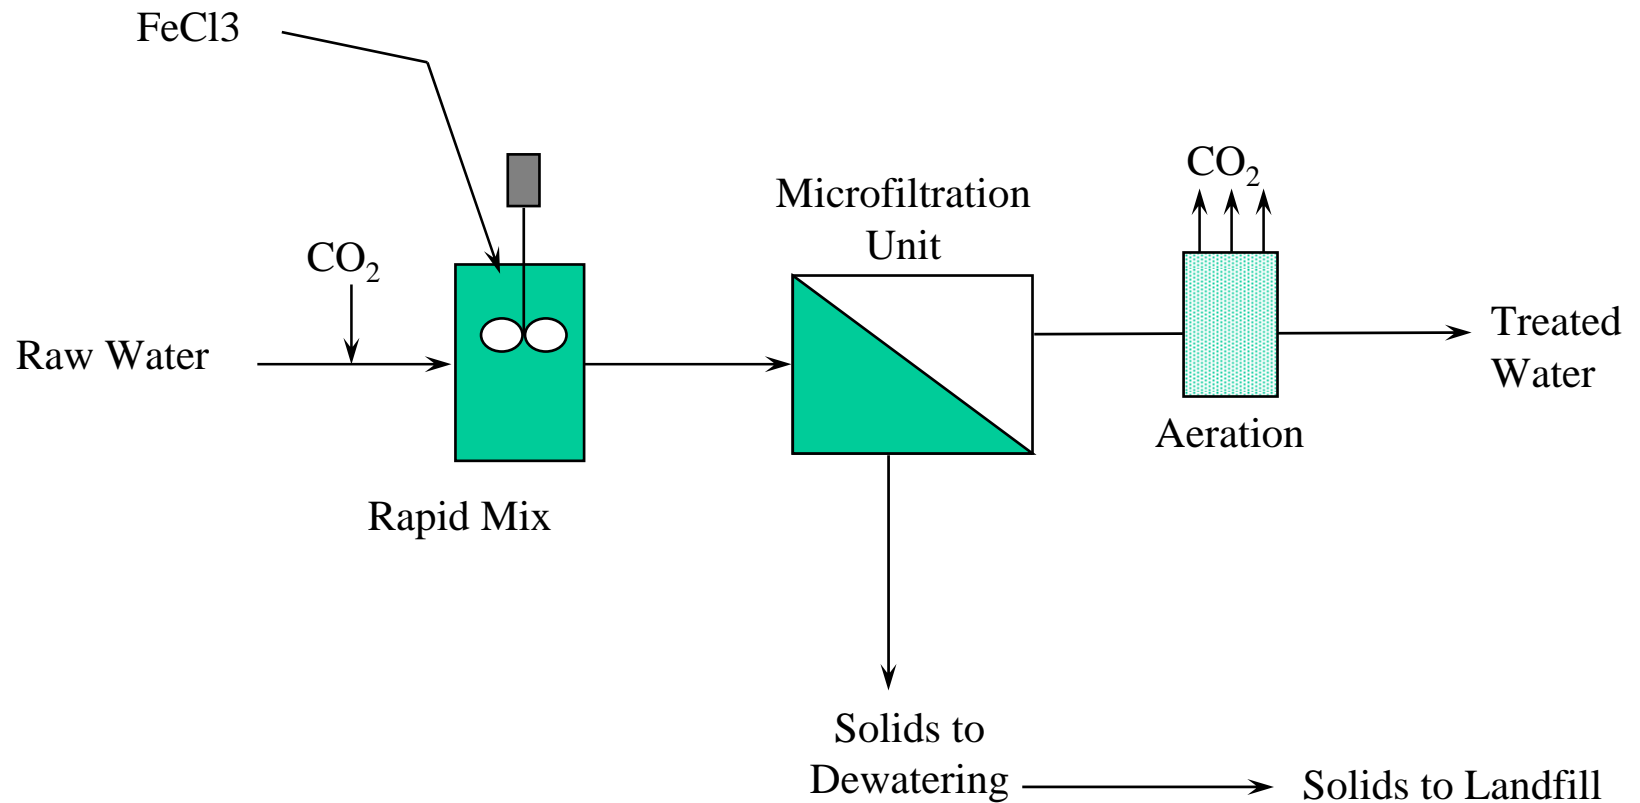 FeCl3
CO₂
Microfiltration
Unit
CO₂
Raw Water
Treated
Water
Aeration
Rapid Mix
Solids to
Dewatering
Solids to Landfill